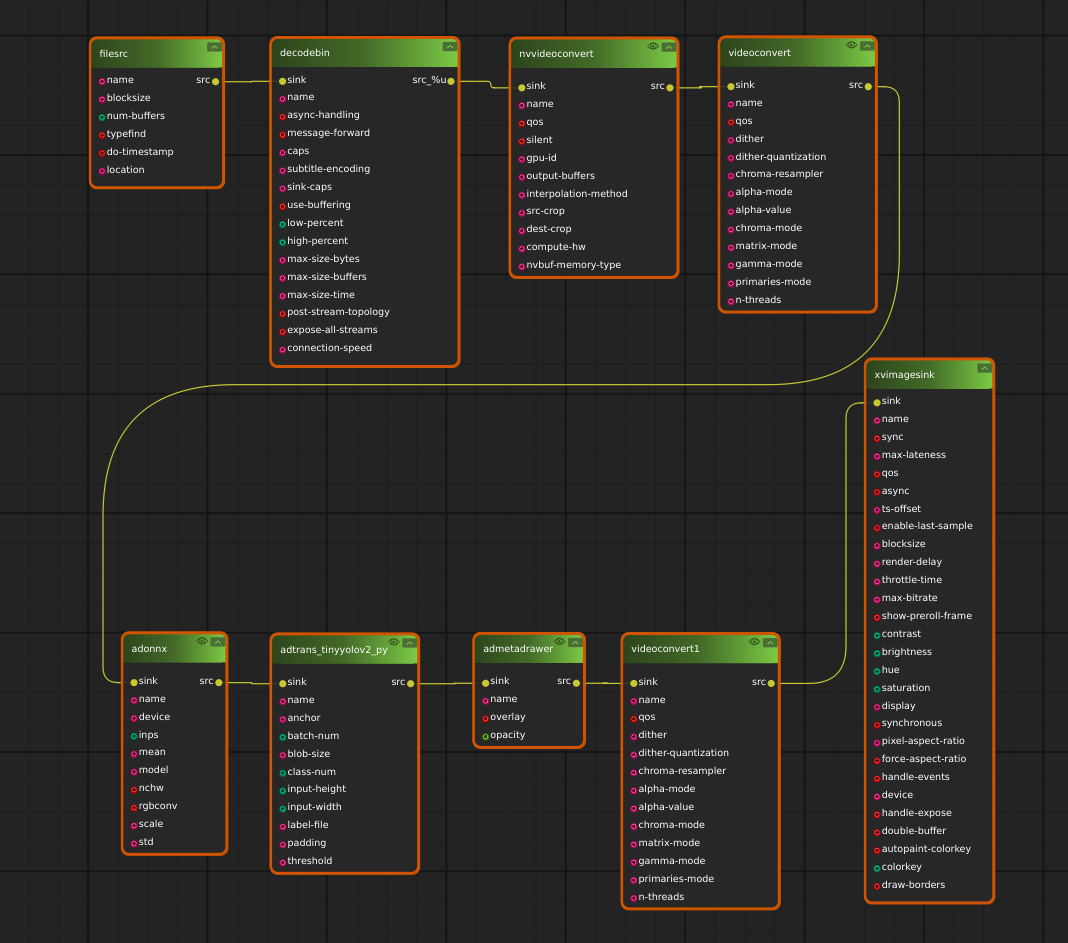 filesrc
name src
blocksize
num-buffers
typefind
do-timestamp
location
decodebin
sink src_%u
name
async-handling
message-forward
caps
subtitle-encoding
sink-caps
use-buffering
low-percent
high-percent
max-size-bytes
max-size-buffers
max-size-time
post-stream-topology
expose-all-streams
connection-speed
nvvideoconvert
sink src
name
qos
silent
gpu-id
output-buffers
interpolation-method
src-crop
dest-crop
compute-hw
nvbuf-memory-type
videoconvert
sink src
name
qos
dither
dither-quantization
chroma-resampler
alpha-mode
alpha-value
chroma-mode
matrix-mode
gamma-mode
primaries-mode
n-threads
adonnx
sink src
name
device
inps
mean
model
nchw
rgbconv
scale
std
adtrans_tinyyolov2_py
sink src
name
anchor
batch-num
blob-size
class-num
input-height
input-width
label-file
padding
threshold
admetadrawer
sink src
name
overlay
opacity
videoconvert1
sink src
name
qos
dither
dither-quantization
chroma-resampler
alpha-mode
alpha-value
chroma-mode
matrix-mode
gamma-mode
primaries-mode
n-threads
xvimagesink
sink
name
sync
max-lateness
qos
async
ts-offset
enable-last-sample
blocksize
render-delay
throttle-time
max-bitrate
show-preroll-frame
contrast
brightness
hue
saturation
display
synchronous
pixel-aspect-ratio
force-aspect-ratio
handle-events
device
handle-expose
double-buffer
autopaint-colorkey
colorkey
draw-borders